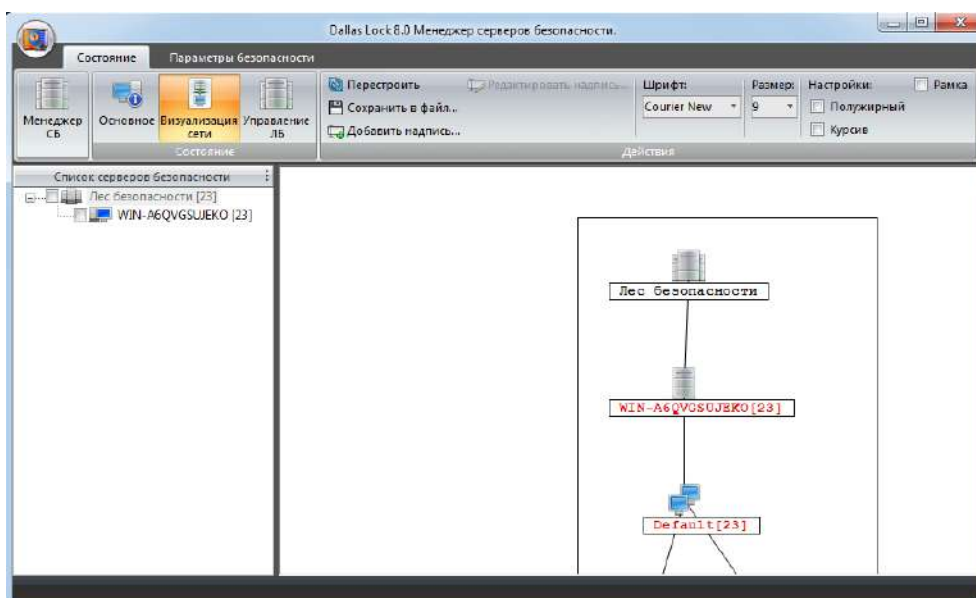 Dallas Lock 8.0 Менеджер серверов безопасности.
Состояние Параметры безопасности
Менеджер СБ
Основное
Визуализация сети
Управление ЛБ
Состояние
Перестроить
Сохранить в файл...
Добавить надпись...
Редактировать надпись...
Шрифт:
Courier New
Размер:
9
Настройки:
Полужирный
Курсив
Рамка
Действия
Список серверов безопасности
Лес безопасности [23]
WIN-A6QVGSUJEKO [23]
Лес безопасности
WIN-A6QVGSUJEKO[23]
Default[23]